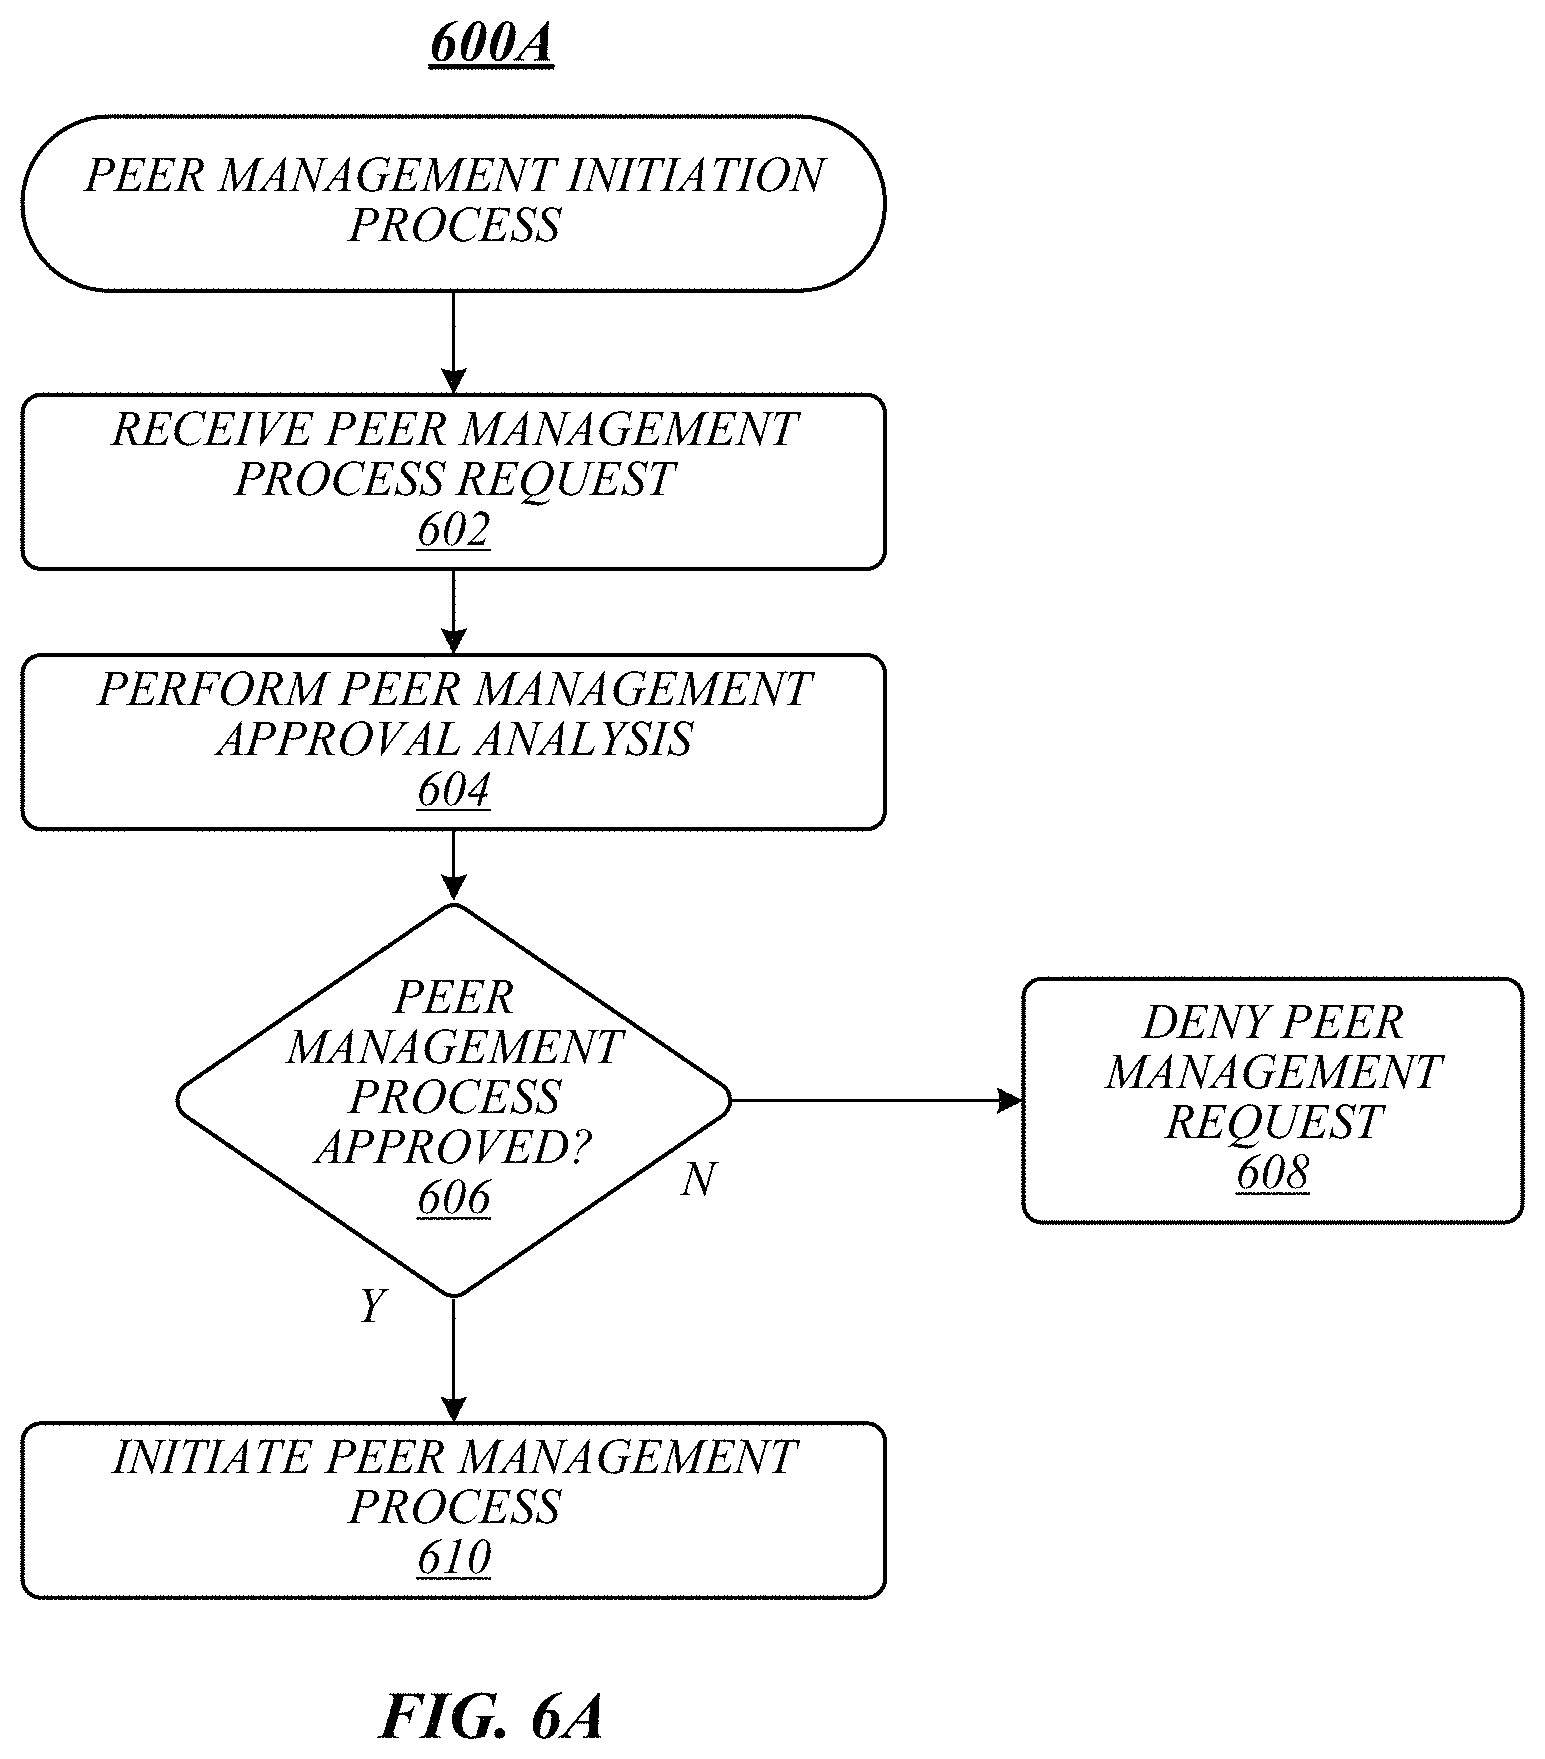 600A
PEER MANAGEMENT INITIATION
PROCESS
RECEIVE PEER MANAGEMENT
PROCESS REQUEST
602
PERFORM PEER MANAGEMENT
APPROVAL ANALYSIS
604
PEER
MANAGEMENT
PROCESS
APPROVED?
606
N
Y
DENY PEER
MANAGEMENT
REQUEST
608
INITIATE PEER MANAGEMENT
PROCESS
610
FIG. 6A